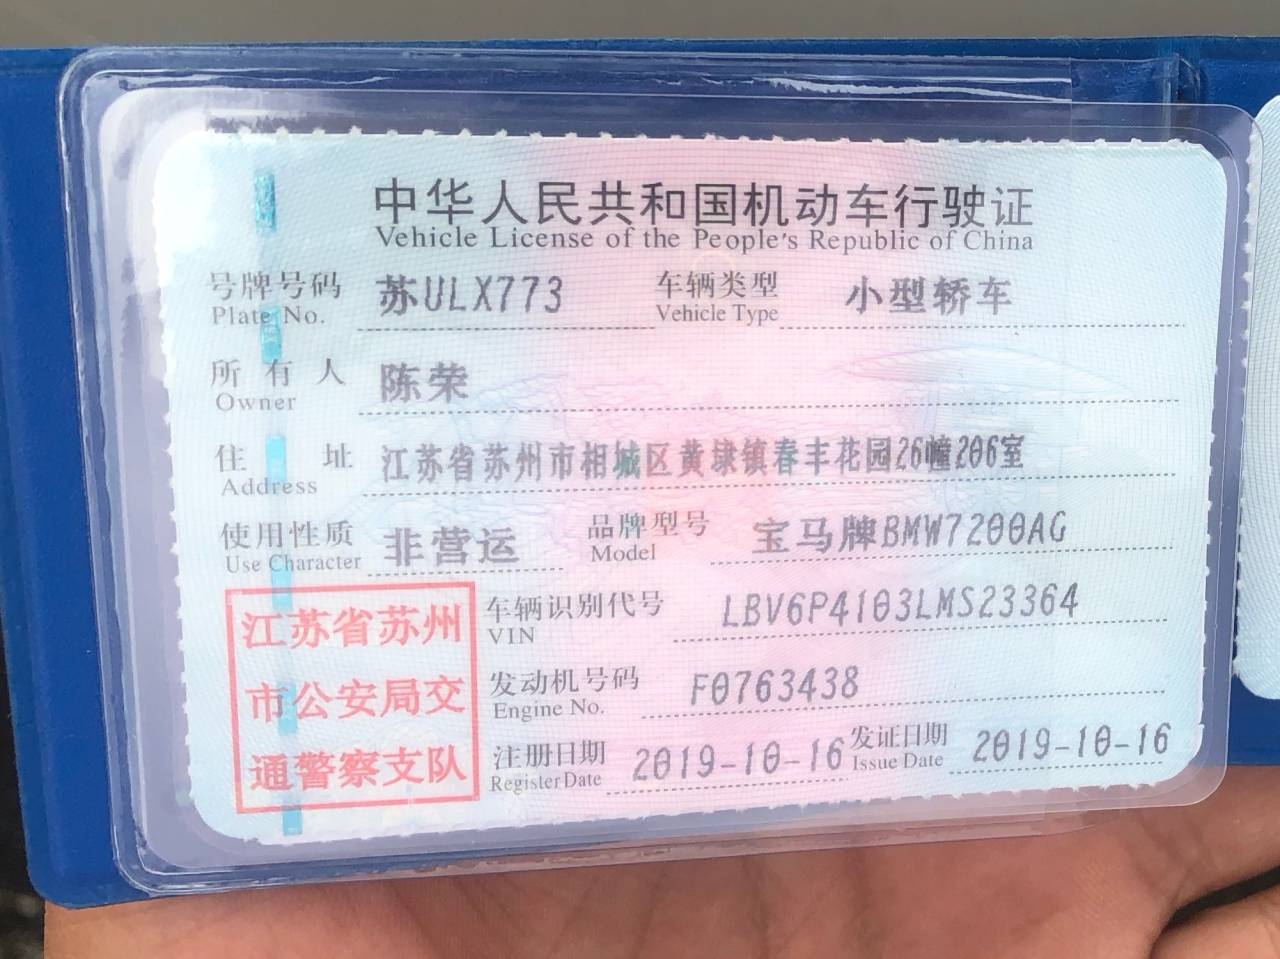 中华人民共和国机动车行驶证
Vehicle License of the People's Republic of China
号牌号码 苏ULX773 车辆类型 小型轿车
Plate No. Vehicle Type
所有人 陈荣
Owner
住址 江苏省苏州市相城区黄埭镇春丰花园26幢206室
Address
使用性质 非营运 品牌型号 宝马牌BMW7200AG
Use Character Model
江苏省苏州
市公安局交
通警察支队
车辆识别代号 LBV6P4103LMS23364
VIN
发动机号码 F0763438
Engine No.
注册日期 2019-10-16 发证日期 2019-10-16
Register Date Issue Date